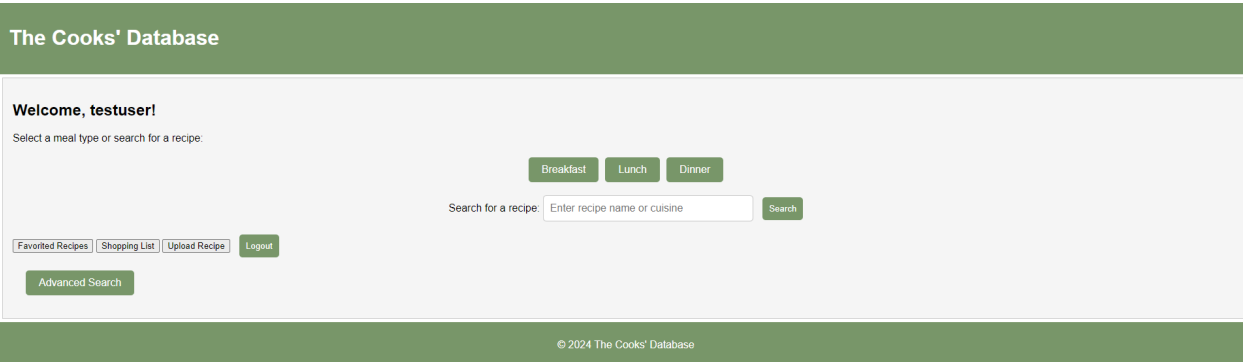 The Cooks' Database
Welcome, testuser!
Select a meal type or search for a recipe:
Breakfast Lunch Dinner
Search for a recipe: Enter recipe name or cuisine Search
Favorited Recipes Shopping List Upload Recipe Logout
Advanced Search
© 2024 The Cooks' Database